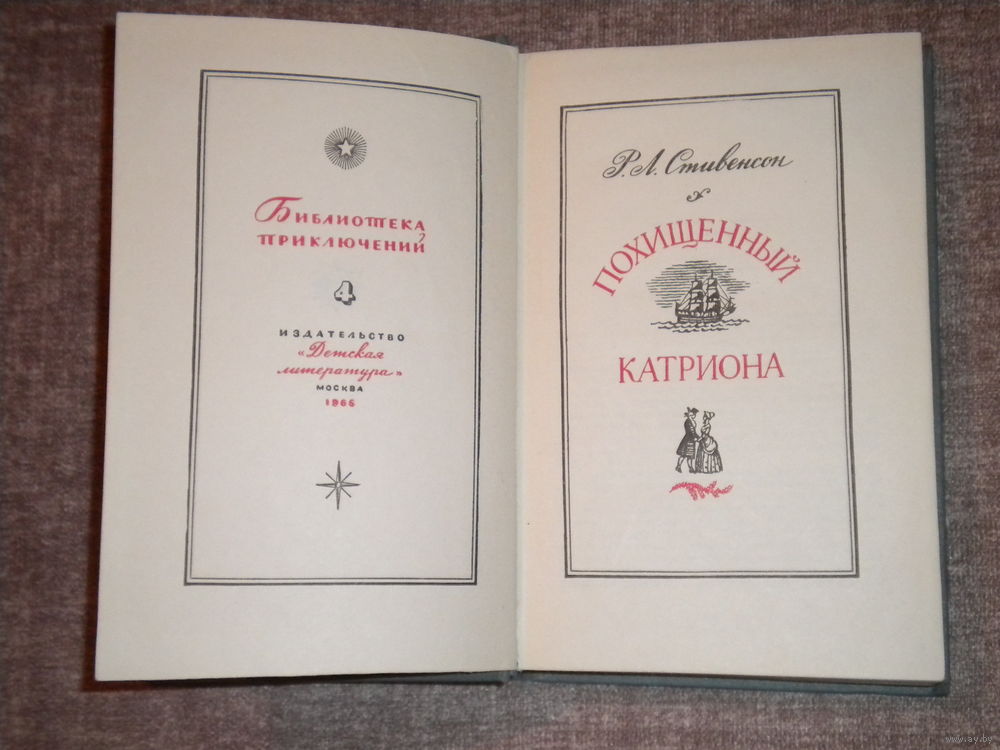 Библиотека
приключений
4
ИЗДАТЕЛЬСТВО
«Детская
литература»
МОСКВА
1966
Р.Л. Стивенсон
ПОХИЩЕННЫЙ
КАТРИОНА
www.ay.by